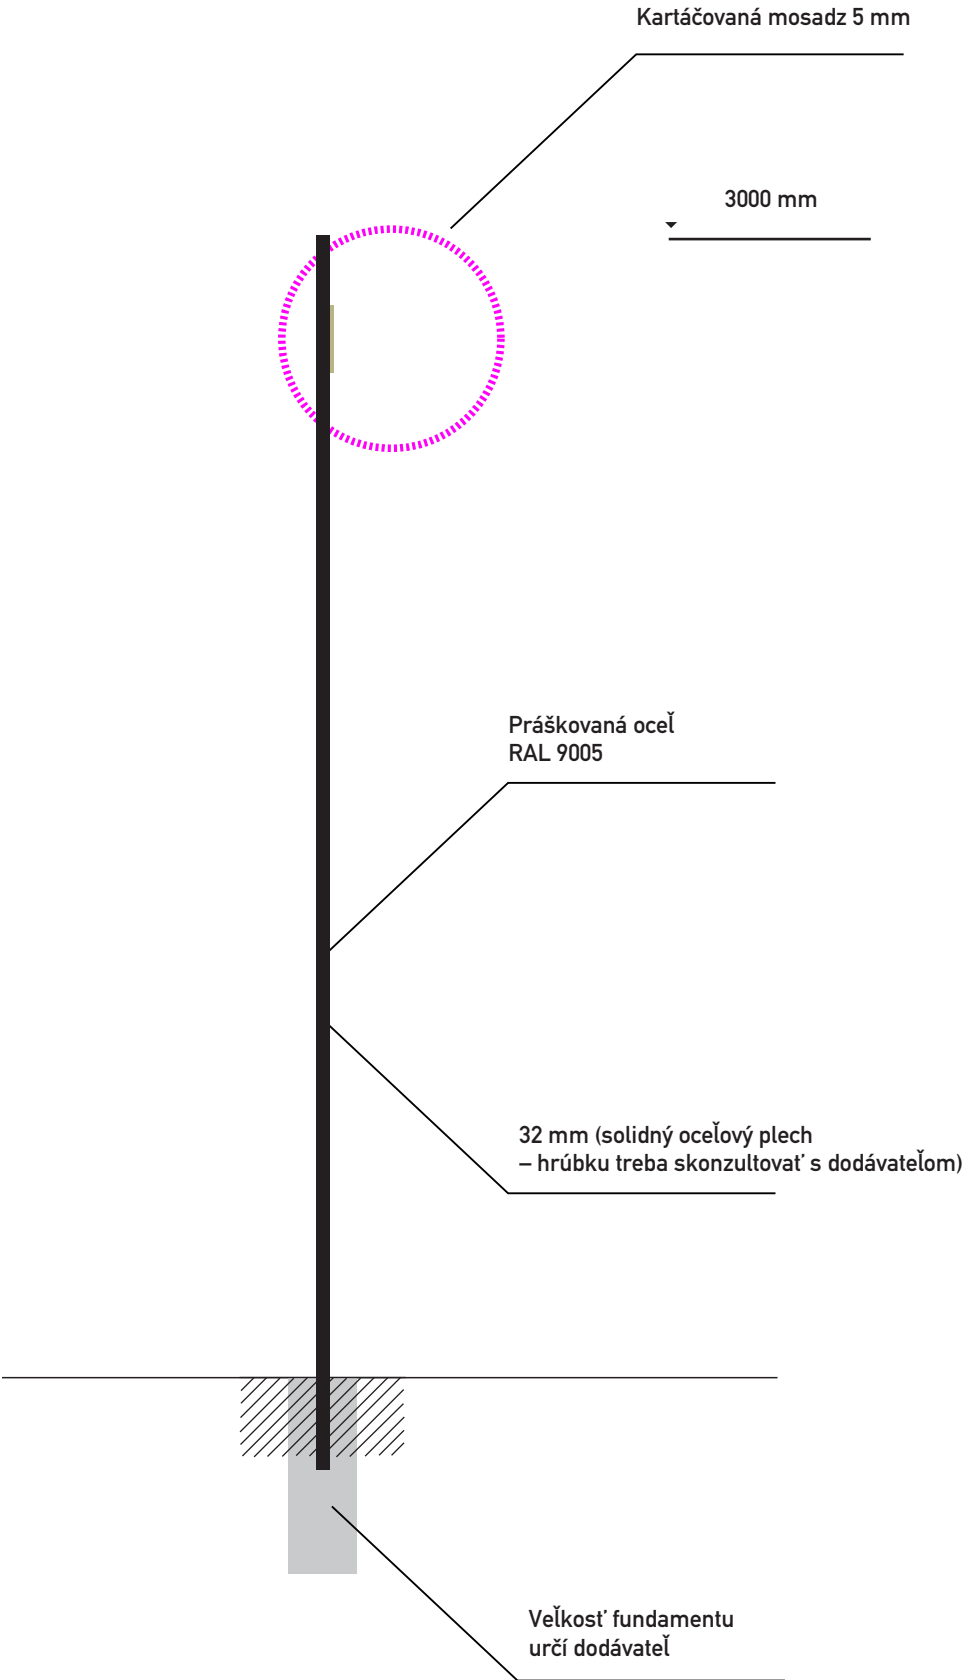 Kartáčovaná mosadz 5 mm
3000 mm
Práškovaná oceľ
RAL 9005
32 mm (solidný oceľový plech
– hrúbku treba skonzultovať s dodávateľom)
Veľkosť fundamentu
určí dodávateľ